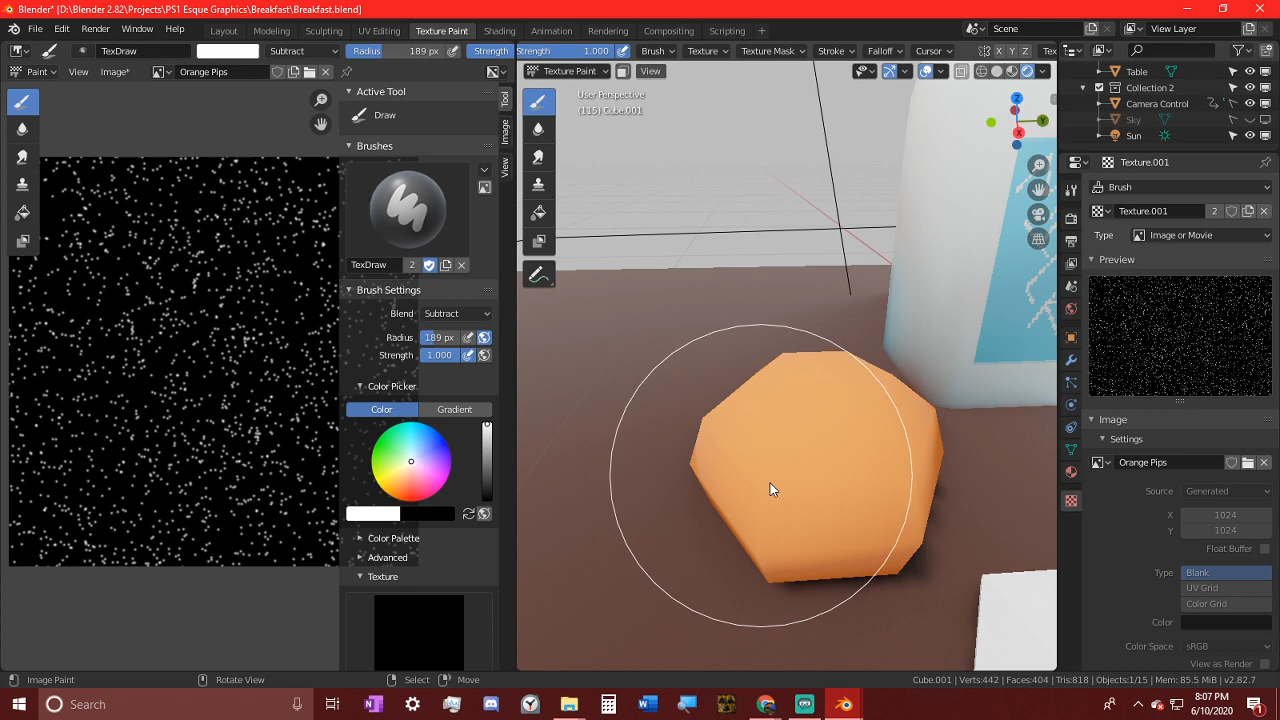 Blender* [D:\Blender 2.82\Projects\PS1 Esque Graphics\Breakfast\Breakfast.blend]
File Edit Render Window Help Layout Modeling Sculpting UV Editing Texture Paint Shading Animation Rendering Compositing Scripting Scene View Layer
TexDraw Subtract Radius 189 px Strength Strength 1.000 Brush Texture Texture Mask Stroke Falloff Cursor X Y Z Tex
Paint View Image* Orange Pips Texture Paint View Table
Active Tool Collection 2
Draw User Perspective Camera Control
(115) Cube.001 Sky
Brushes Sun
Tool
Image
View
Z
Y
X
Texture.001
Brush
Texture.001 2
Type Image or Movie
Preview
TexDraw 2
Brush Settings
Blend Subtract
Radius 189 px
Strength 1.000
Color Picker
Color Gradient
Image
Settings
Orange Pips
Source Generated
X 1024
Y 1024
Float Buffer
Color Palette
Advanced
Texture
Type Blank
UV Grid
Color Grid
Color
Color Space sRGB
View as Render
Image Paint Rotate View Select Move Cube.001 | Verts:442 | Faces:404 | Tris:818 | Objects:1/15 | Mem: 85.5 MiB | v2.82.7
Search
8:07 PM
6/10/2020